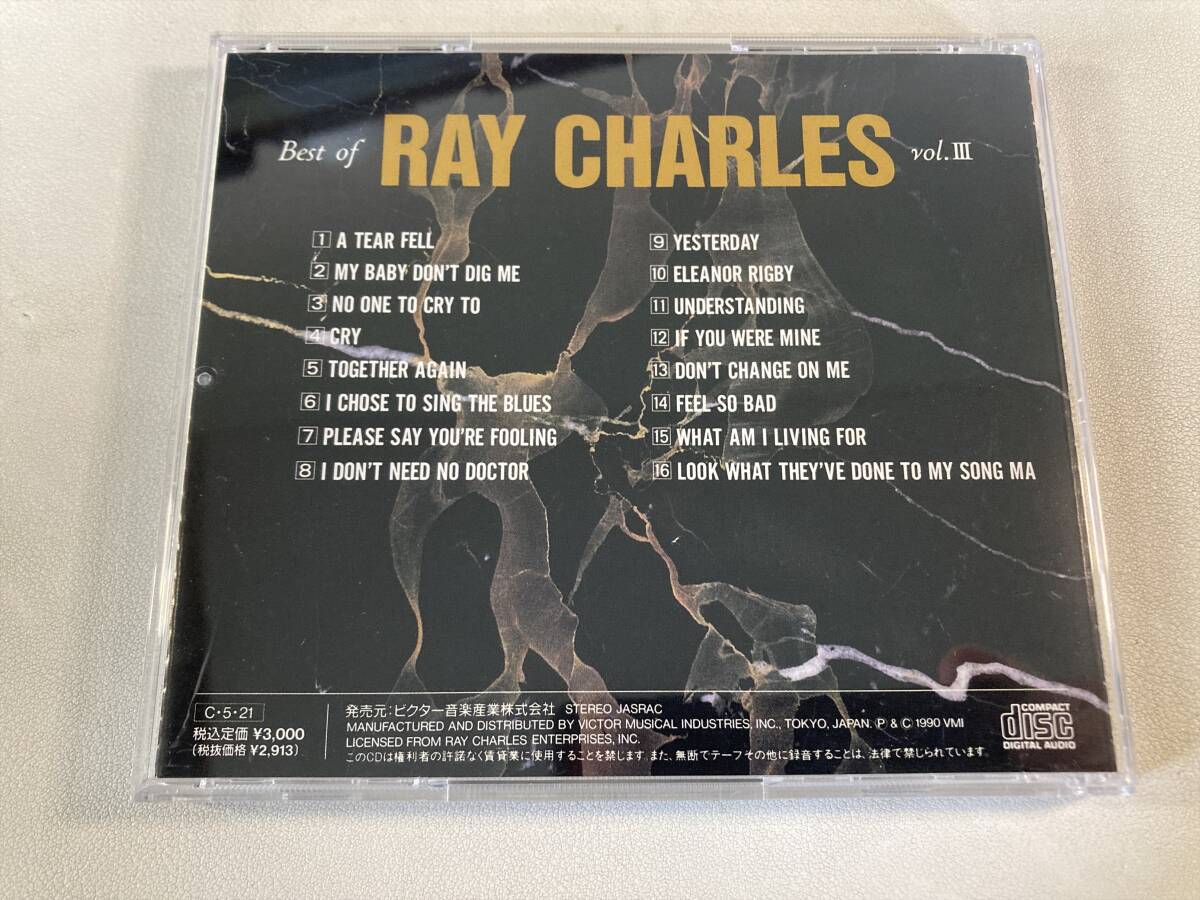 Best of RAY CHARLES vol.III
1 A TEAR FELL
2 MY BABY DON'T DIG ME
3 NO ONE TO CRY TO
4 CRY
5 TOGETHER AGAIN
6 I CHOSE TO SING THE BLUES
7 PLEASE SAY YOU'RE FOOLING
8 I DON'T NEED NO DOCTOR
9 YESTERDAY
10 ELEANOR RIGBY
11 UNDERSTANDING
12 IF YOU WERE MINE
13 DON'T CHANGE ON ME
14 FEEL SO BAD
15 WHAT AM I LIVING FOR
16 LOOK WHAT THEY'VE DONE TO MY SONG MA
C・5・21
税込定価 ¥3,000
(税抜価格 ¥2,913)
発売元：ビクター音楽産業株式会社 STEREO JASRAC
MANUFACTURED AND DISTRIBUTED BY VICTOR MUSICAL INDUSTRIES, INC., TOKYO, JAPAN. Ⓟ & © 1990 VMI
LICENSED FROM RAY CHARLES ENTERPRISES, INC.
このCDは権利者の許諾なく賃貸業に使用することを禁じます。また、無断でテープその他に録音することは、法律で禁じられています。
COMPACT
disc
DIGITAL AUDIO